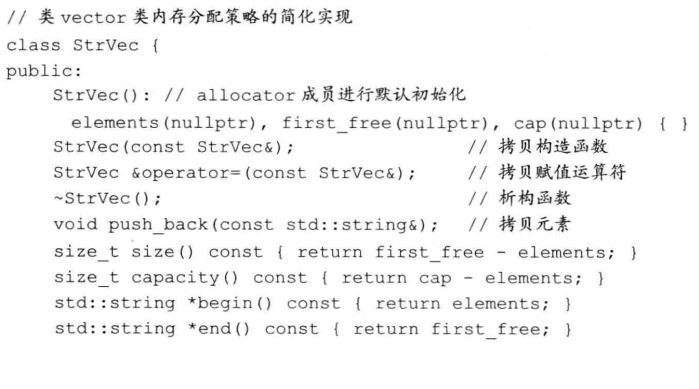 // 类 vector 类内存分配策略的简化实现
class StrVec {
public:
StrVec(): // allocator 成员进行默认初始化
elements(nullptr), first_free(nullptr), cap(nullptr) { }
StrVec(const StrVec&); // 拷贝构造函数
StrVec &operator=(const StrVec&); // 拷贝赋值运算符
~StrVec(); // 析构函数
void push_back(const std::string&); // 拷贝元素
size_t size() const { return first_free - elements; }
size_t capacity() const { return cap - elements; }
std::string *begin() const { return elements; }
std::string *end() const { return first_free; }